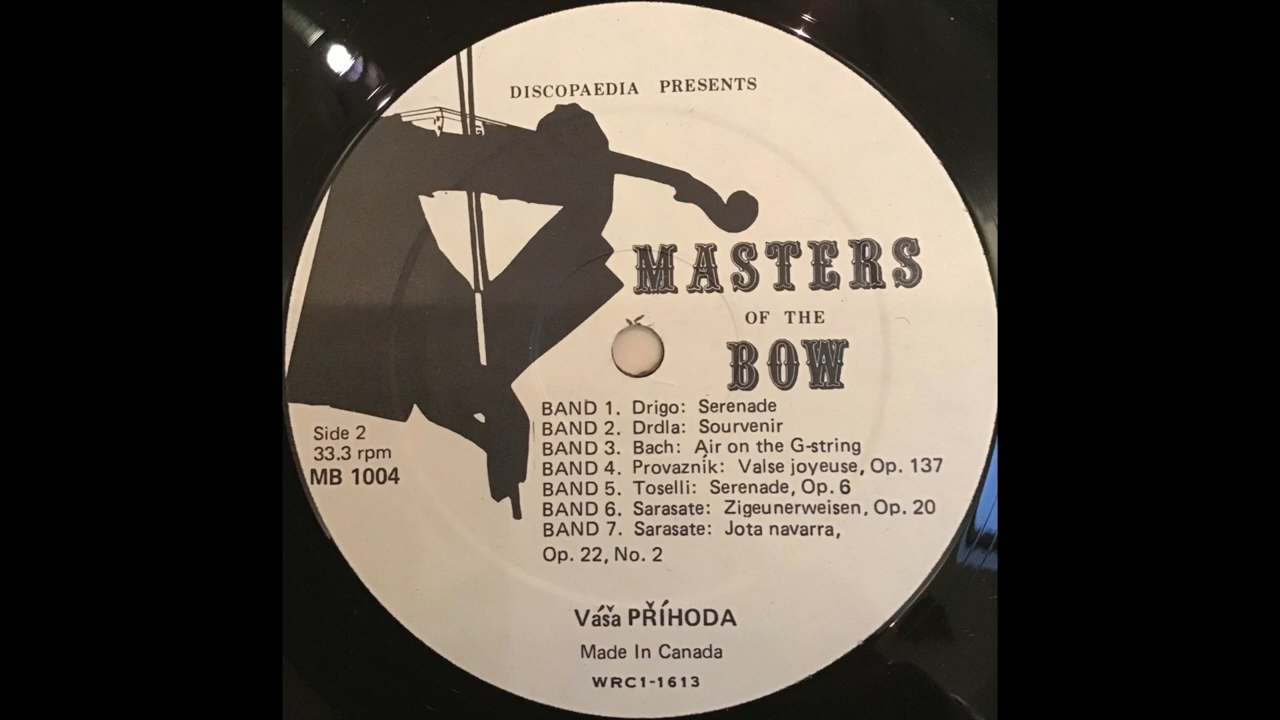 DISCOPAEDIA PRESENTS
MASTERS
OF THE
BOW
BAND 1. Drigo: Serenade
BAND 2. Drdla: Sourvenir
BAND 3. Bach: Air on the G-string
BAND 4. Provazník: Valse joyeuse, Op. 137
BAND 5. Toselli: Serenade, Op. 6
BAND 6. Sarasate: Zigeunerweisen, Op. 20
BAND 7. Sarasate: Jota navarra,
Op. 22, No. 2
Side 2
33.3 rpm
MB 1004
Váša PŘÍHODA
Made In Canada
WRC1-1613